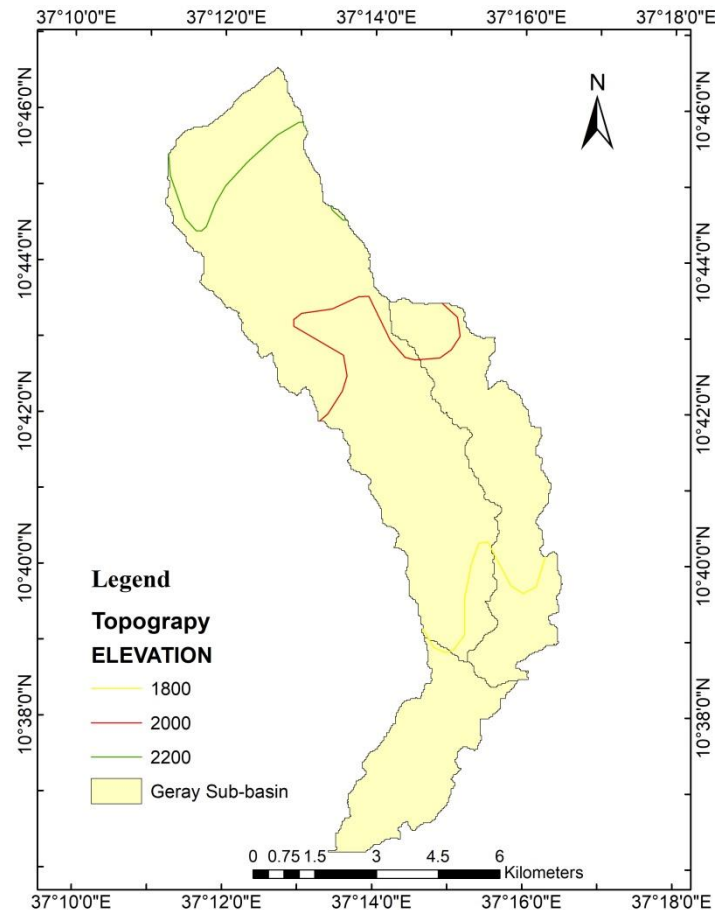 37°10'0"E 37°12'0"E 37°14'0"E 37°16'0"E 37°18'0"E
N
10°46'0"N 10°46'0"N
10°44'0"N 10°44'0"N
10°42'0"N 10°42'0"N
10°40'0"N 10°40'0"N
Legend
Topograpy
ELEVATION
1800
2000
2200
Geray Sub-basin
10°38'0"N 10°38'0"N
0 0.75 1.5 3 4.5 6
Kilometers
37°10'0"E 37°12'0"E 37°14'0"E 37°16'0"E 37°18'0"E